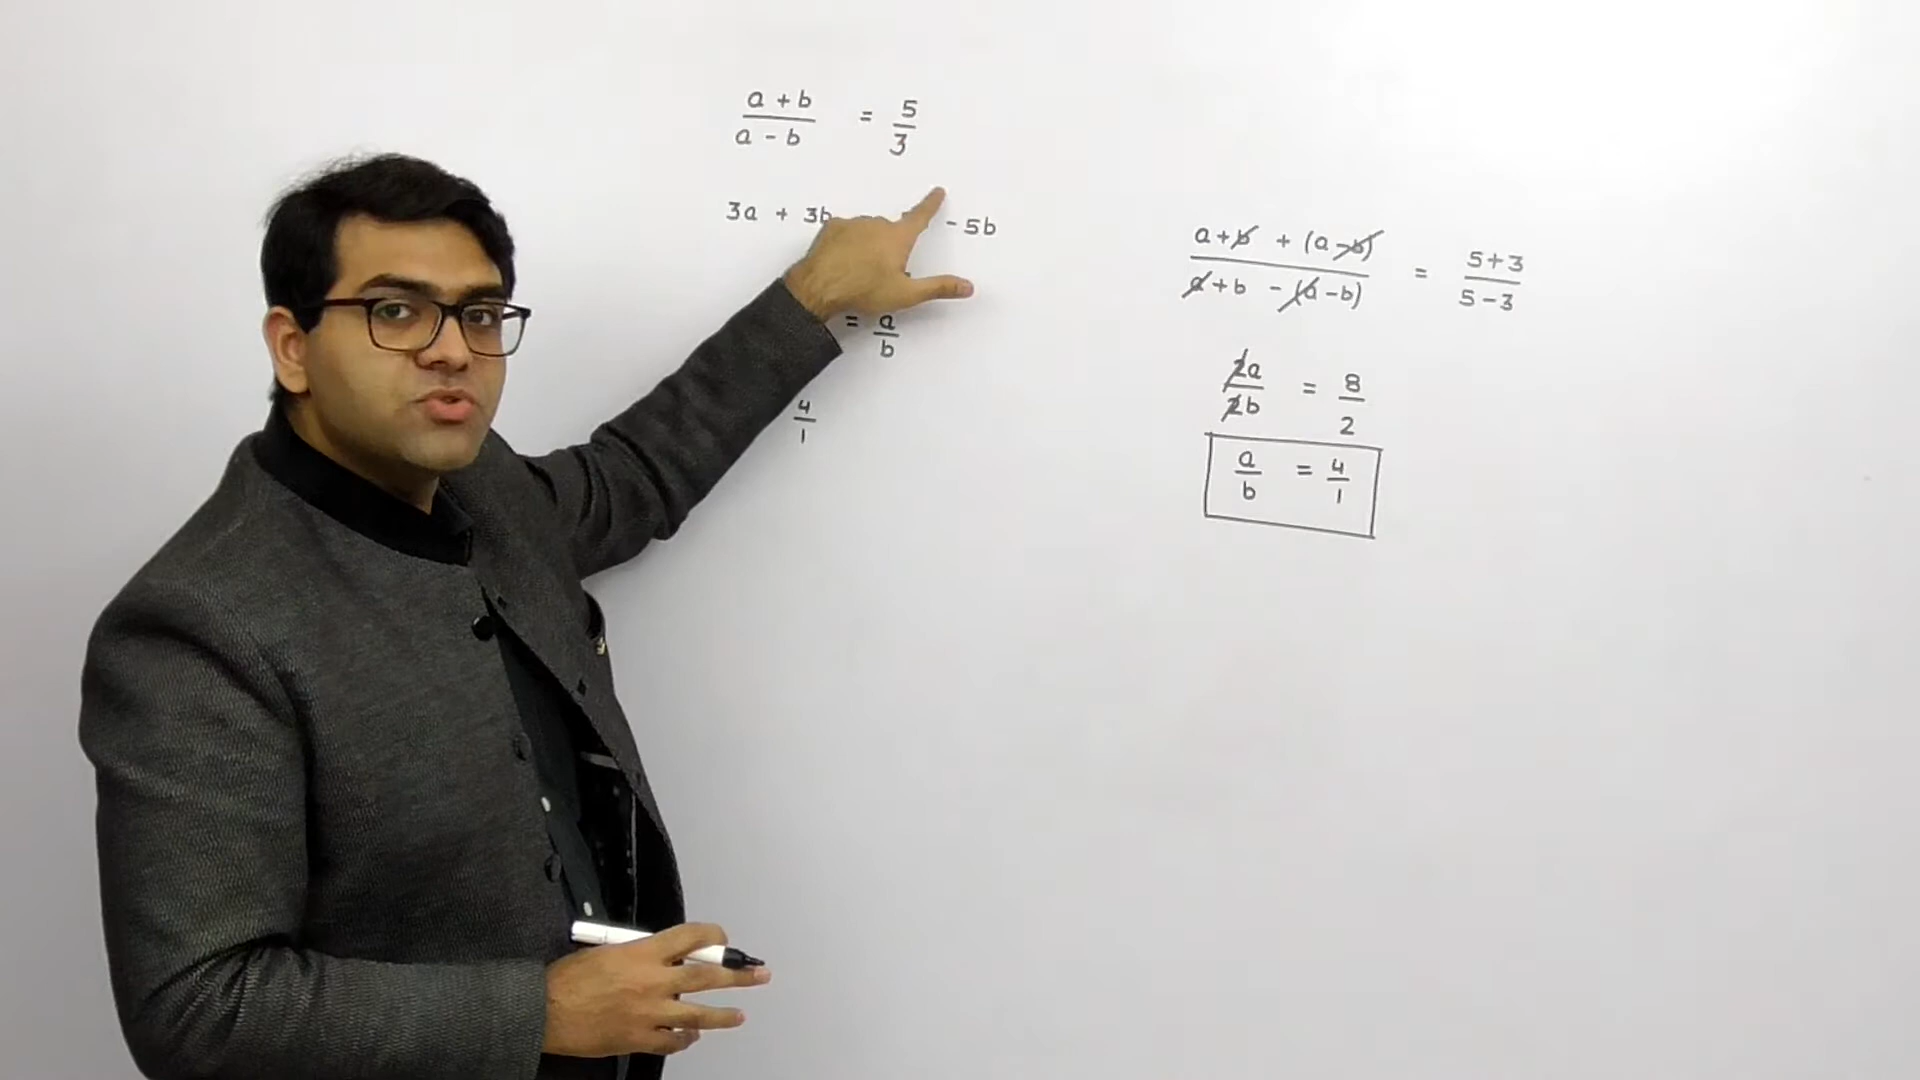 a + b
a - b
= 5
3
3a + 3b - 5b
= a
b
4
1
a + b + (a - b)
a + b - (a - b)
= 5 + 3
5 - 3
2a
2b
= 8
2
a
b
= 4
1